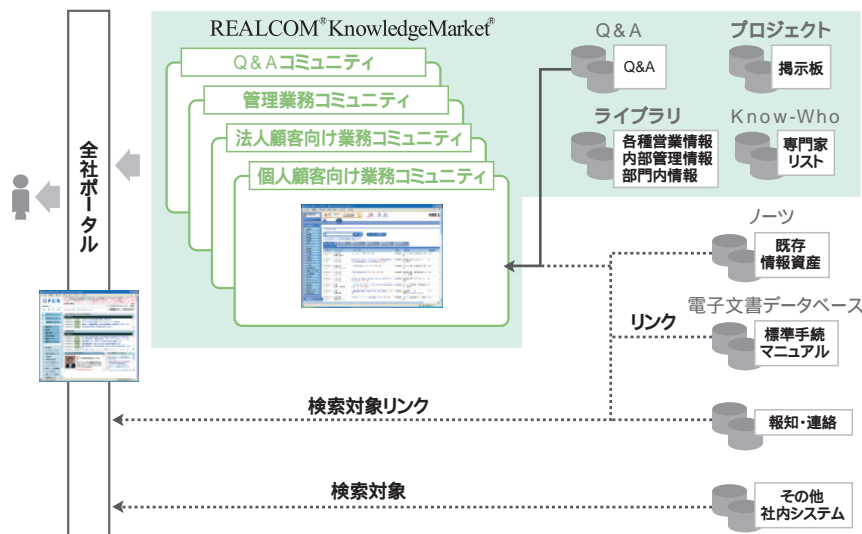 REALCOM® KnowledgeMarket®
Q&Aコミュニティ
管理業務コミュニティ
法人顧客向け業務コミュニティ
個人顧客向け業務コミュニティ
Q&A
Q&A
プロジェクト
掲示板
ライブラリ
各種営業情報
内部管理情報
部門内情報
Know-Who
専門家
リスト
全社ポータル
OPEN
ノーツ
既存
情報資産
電子文書データベース
リンク
標準手続
マニュアル
検索対象リンク
報知・連絡
検索対象
その他
社内システム